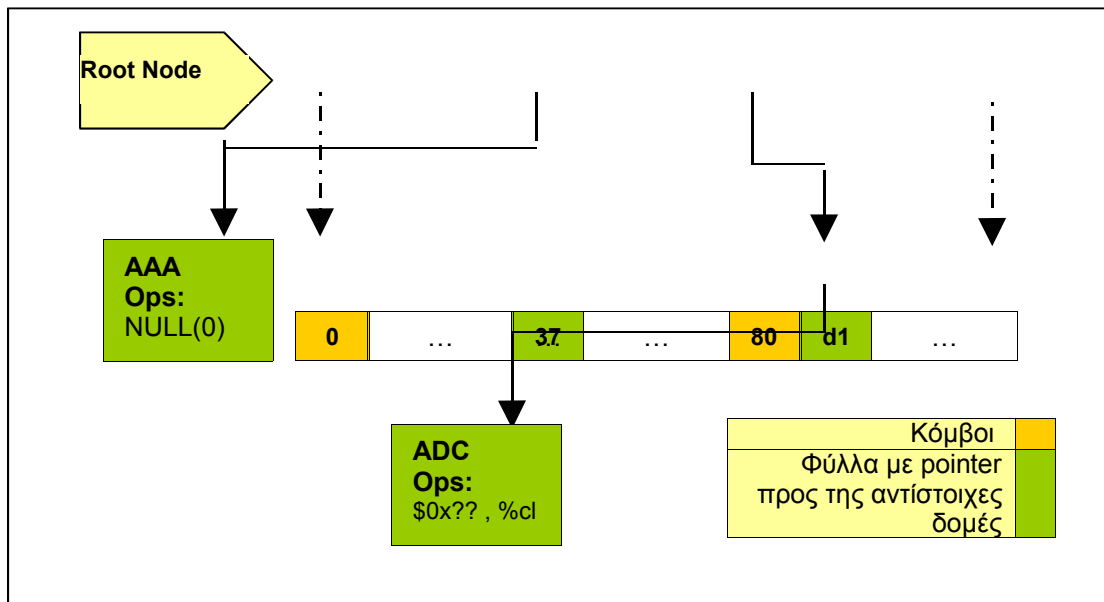 Root Node
AAA
Ops:
NULL(0)
0 ... 37 ... ... 80 d1 ...
ADC
Ops:
$0x?? , %cl
Κόμβοι
Φύλλα με pointer
προς της αντίστοιχες
δομές